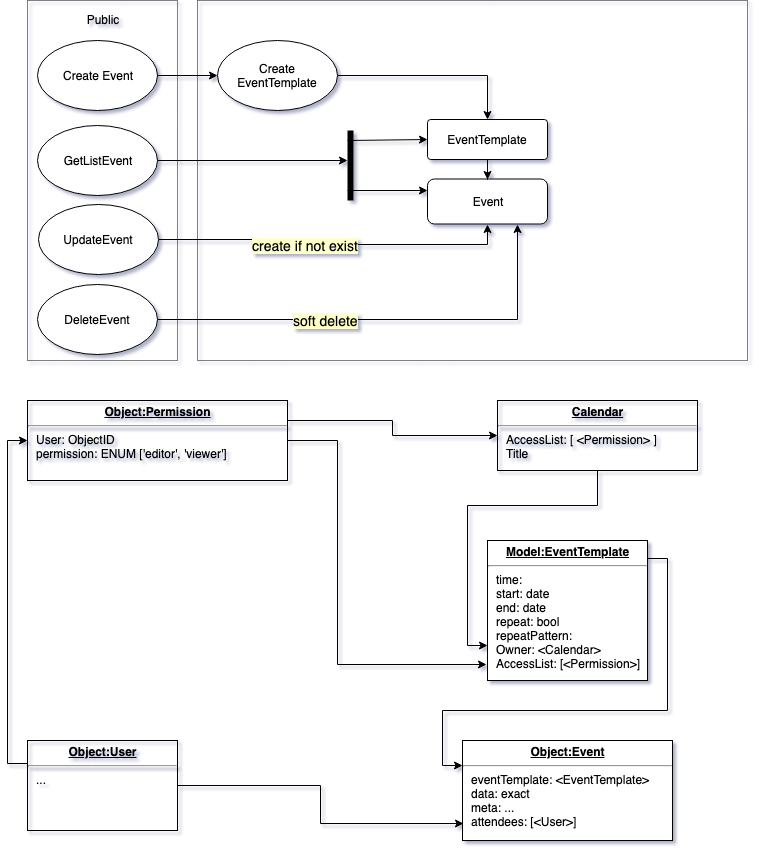 Public
Create Event
Create
EventTemplate
EventTemplate
GetListEvent
Event
UpdateEvent
create if not exist
DeleteEvent
soft delete
Object:Permission
User: ObjectID
permission: ENUM ['editor', 'viewer']
Calendar
AccessList: [ <Permission> ]
Title
Model:EventTemplate
time:
start: date
end: date
repeat: bool
repeatPattern:
Owner: <Calendar>
AccessList: [<Permission>]
Object:User
...
Object:Event
eventTemplate: <EventTemplate>
data: exact
meta: ...
attendees: [<User>]